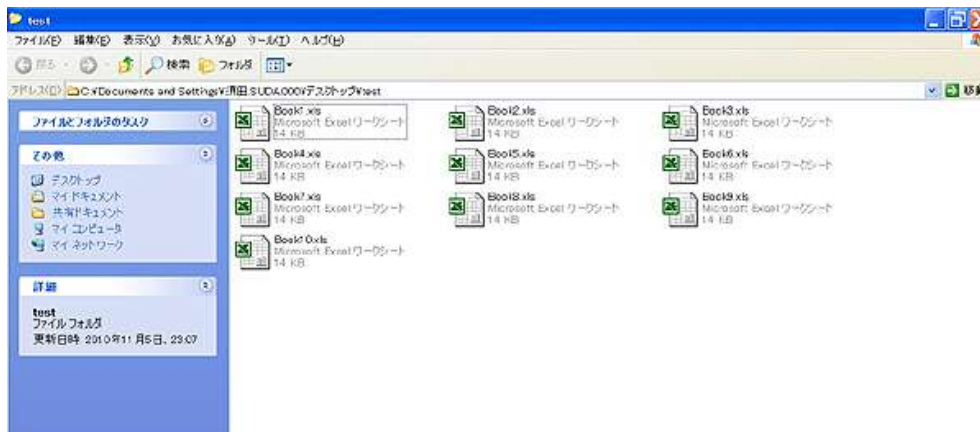 test
ファイル(F) 編集(E) 表示(V) お気に入り(A) ツール(T) ヘルプ(H)
戻る 検索 フォルダ
アドレス(D) C:¥Documents and Settings¥須田.SUDA.000¥デスクトップ¥test 移動
ファイルとフォルダのタスク
その他
デスクトップ
マイ ドキュメント
共有ドキュメント
マイ コンピュータ
マイ ネットワーク
詳細
test
ファイル フォルダ
更新日時 2010年11月5日、23:07
Book1.xls
Microsoft Excel ワークシート
14 KB
Book2.xls
Microsoft Excel ワークシート
14 KB
Book3.xls
Microsoft Excel ワークシート
14 KB
Book4.xls
Microsoft Excel ワークシート
14 KB
Book5.xls
Microsoft Excel ワークシート
14 KB
Book6.xls
Microsoft Excel ワークシート
14 KB
Book7.xls
Microsoft Excel ワークシート
14 KB
Book8.xls
Microsoft Excel ワークシート
14 KB
Book9.xls
Microsoft Excel ワークシート
14 KB
Book10.xls
Microsoft Excel ワークシート
14 KB